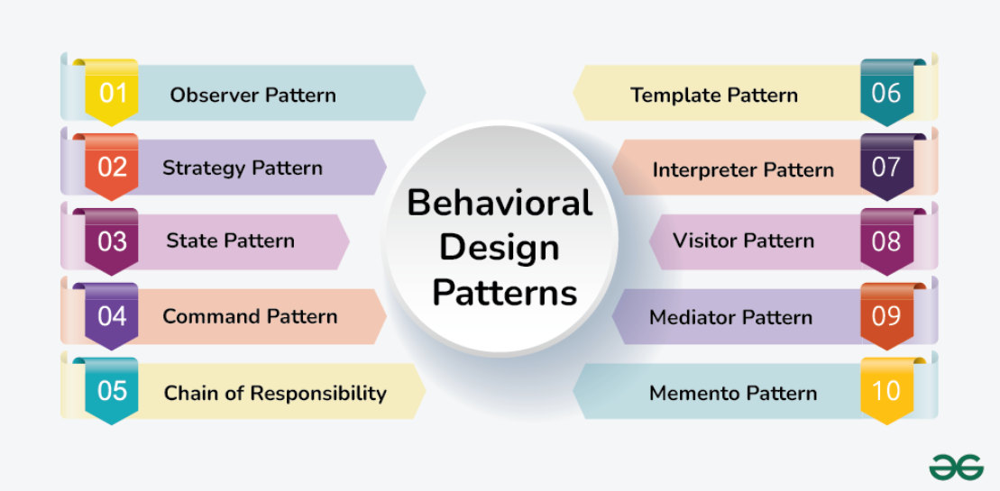 01
Observer Pattern
02
Strategy Pattern
03
State Pattern
04
Command Pattern
05
Chain of Responsibility
Behavioral
Design
Patterns
Template Pattern
06
Interpreter Pattern
07
Visitor Pattern
08
Mediator Pattern
09
Memento Pattern
10